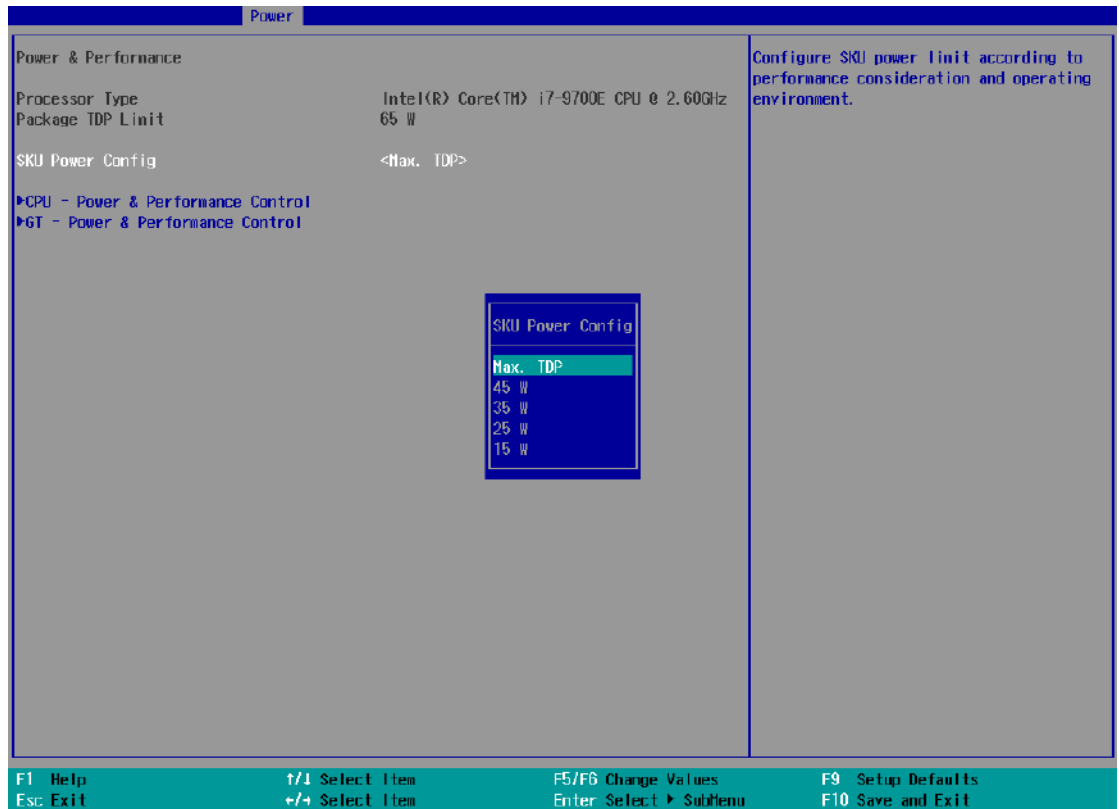 Power
Power & Performance
Processor Type Intel(R) Core(TM) i7-9700E CPU @ 2.60GHz
Package TDP Limit 65 W
SKU Power Config <Max. TDP>
▶CPU - Power & Performance Control
▶GT - Power & Performance Control
SKU Power Config
Max. TDP
45 W
35 W
25 W
15 W
Configure SKU power limit according to
performance consideration and operating
environment.
F1 Help ↑/↓ Select Item F5/F6 Change Values F9 Setup Defaults
Esc Exit ←/→ Select Item Enter Select ▶ SubMenu F10 Save and Exit